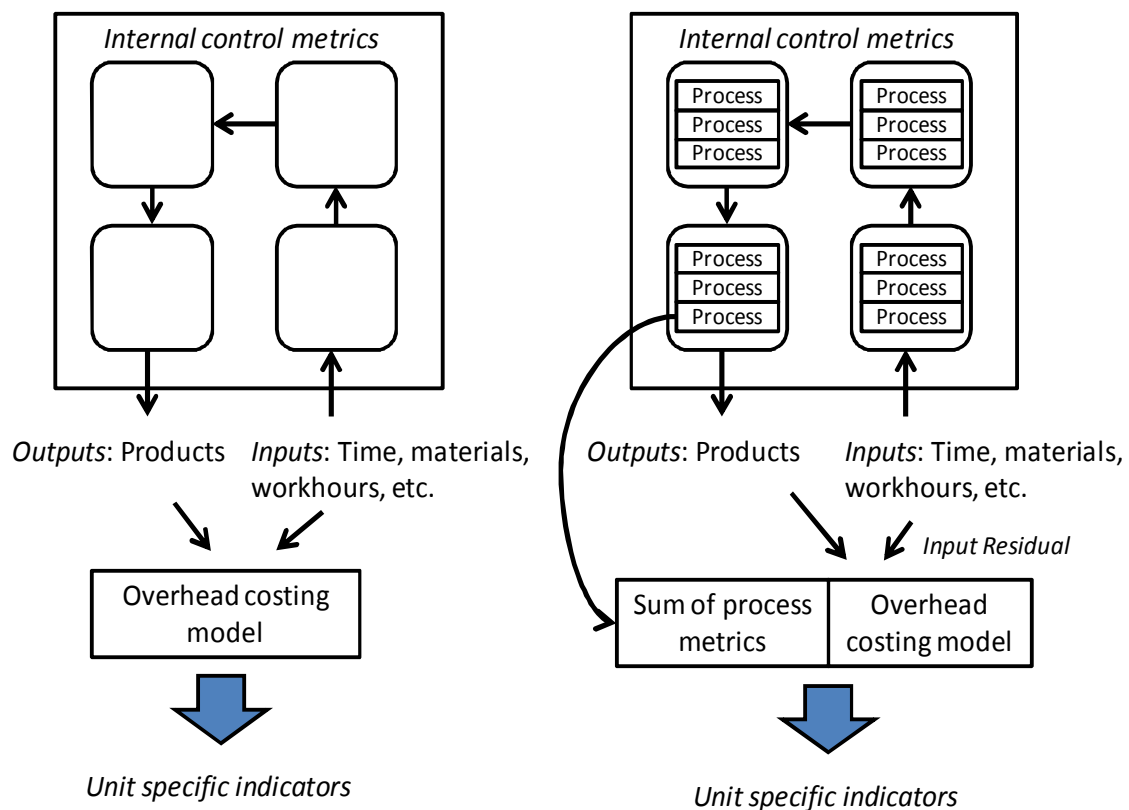 Internal control metrics
Outputs: Products
Inputs: Time, materials,
workhours, etc.
Overhead costing
model
Unit specific indicators
Internal control metrics
Process
Process
Process
Process
Process
Process
Process
Process
Process
Process
Process
Process
Outputs: Products
Inputs: Time, materials,
workhours, etc.
Input Residual
Sum of process
metrics
Overhead
costing model
Unit specific indicators